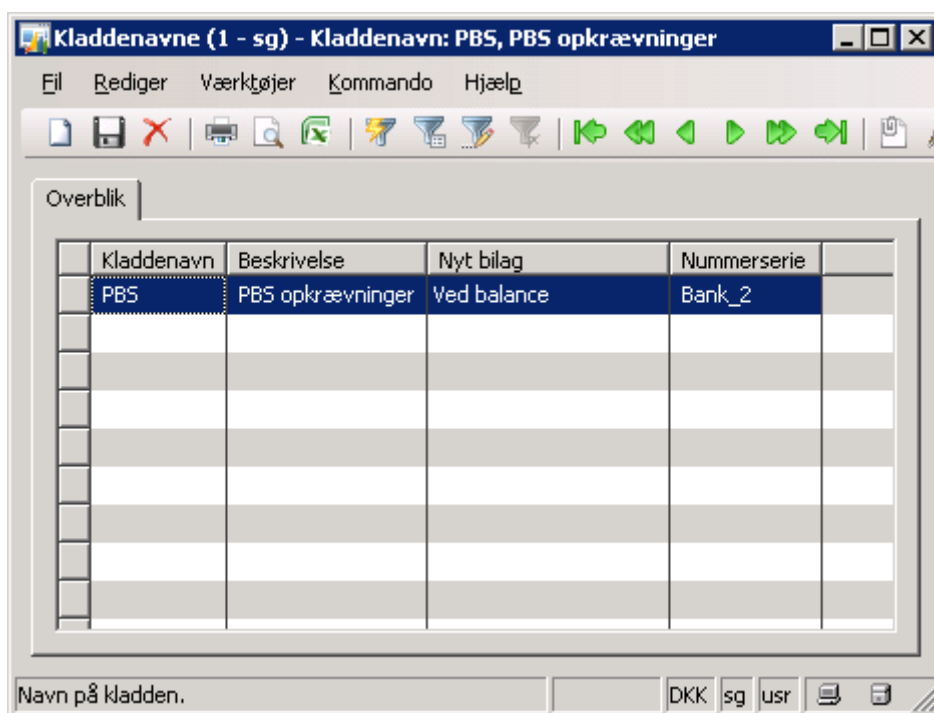 Kladdenavne (1 - sg) - Kladdenavn: PBS, PBS opkrævninger
Fil Rediger Værktøjer Kommando Hjælp
Overblik
Kladdenavn Beskrivelse Nyt bilag Nummerserie
PBS PBS opkrævninger Ved balance Bank_2
Navn på kladden. DKK sg usr